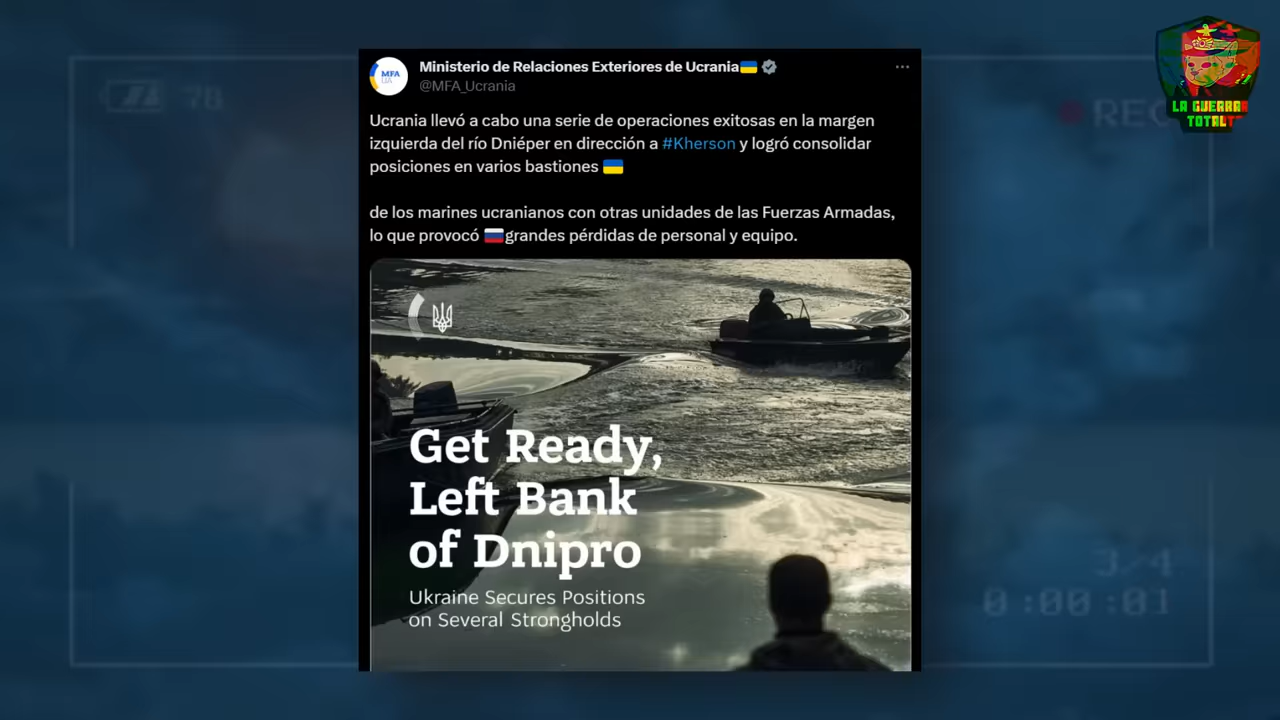 Ministerio de Relaciones Exteriores de Ucrania🇺🇦
@MFA_Ucrania
MFA
UA
Ucrania llevó a cabo una serie de operaciones exitosas en la margen
izquierda del río Dniéper en dirección a #Kherson y logró consolidar
posiciones en varios bastiones 🇺🇦
de los marines ucranianos con otras unidades de las Fuerzas Armadas,
lo que provocó 🇷🇺grandes pérdidas de personal y equipo.
Get Ready,
Left Bank
of Dnipro
Ukraine Secures Positions
on Several Strongholds
LA GUERRA
TOTAL
78
REC
3/4
0:00:01